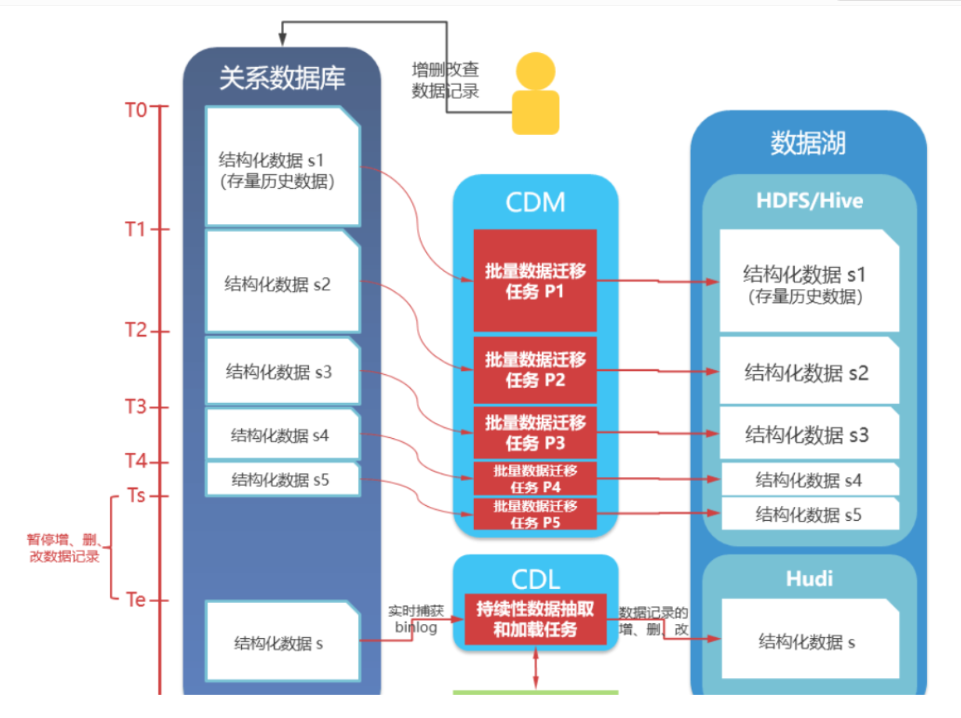 关系数据库
增删改查
数据记录
T0
结构化数据 s1
(存量历史数据)
T1
结构化数据 s2
T2
结构化数据 s3
T3
结构化数据 s4
T4
结构化数据 s5
Ts
暂停增、删、
改数据记录
Te
结构化数据 s
CDM
批量数据迁移
任务 P1
批量数据迁移
任务 P2
批量数据迁移
任务 P3
批量数据迁移
任务 P4
批量数据迁移
任务 P5
CDL
实时捕获
binlog
持续性数据抽取
和加载任务
数据记录的
增、删、改
数据湖
HDFS/Hive
结构化数据 s1
(存量历史数据)
结构化数据 s2
结构化数据 s3
结构化数据 s4
结构化数据 s5
Hudi
结构化数据 s